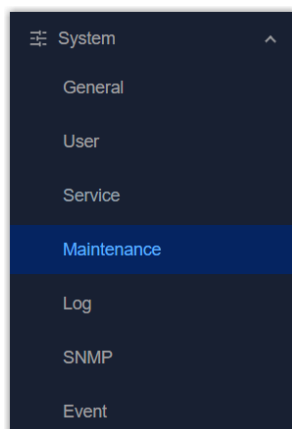 System
General
User
Service
Maintenance
Log
SNMP
Event